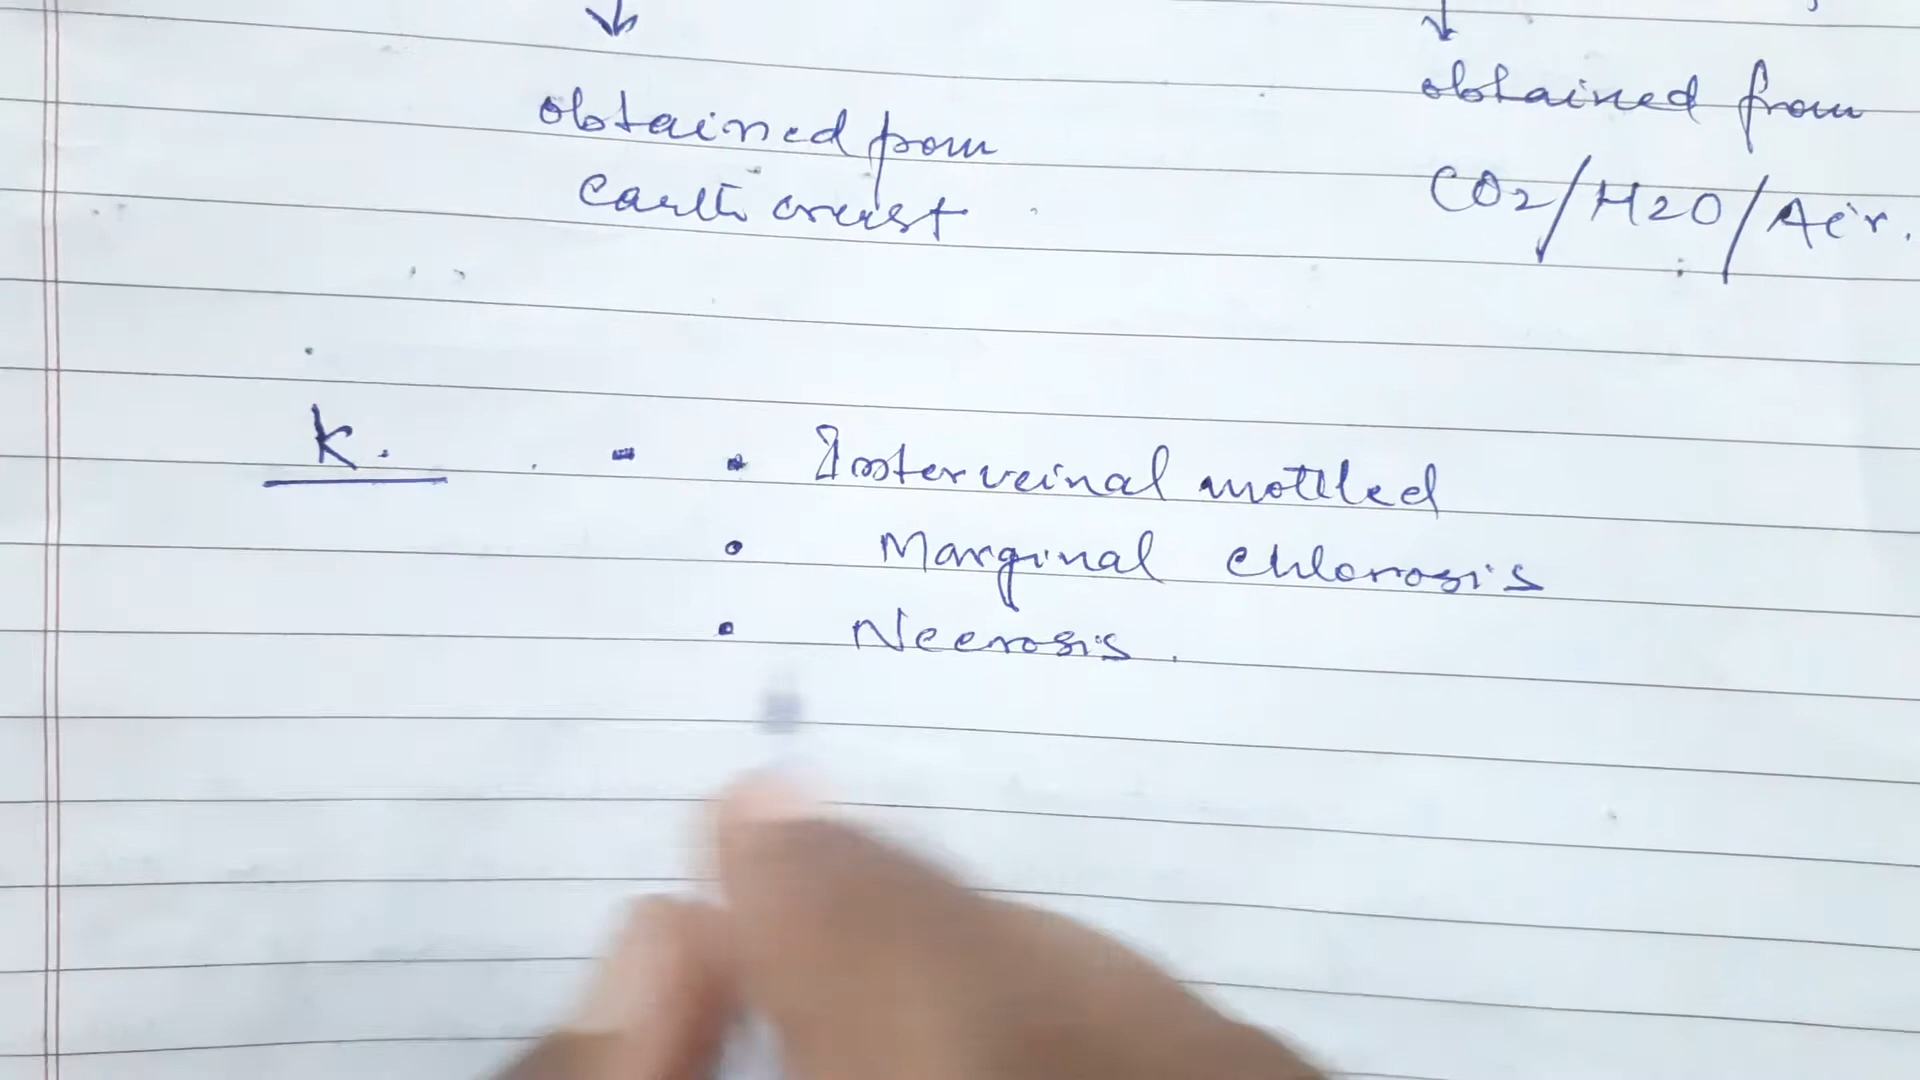 obtained from
earth crust
obtained from
CO2/H2O/Air.
K. - • Interveinal mottled
• Marginal chlorosis
• Necrosis.